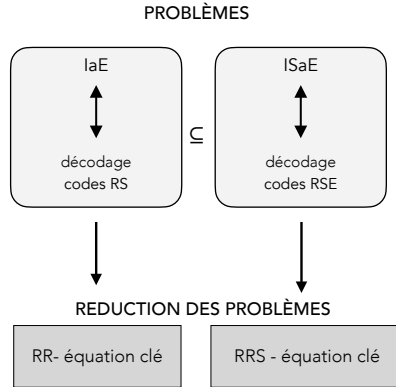 PROBLÈMES
IaE
ISaE
⊆
décodage
codes RS
décodage
codes RSE
REDUCTION DES PROBLÈMES
RR- équation clé
RRS - équation clé